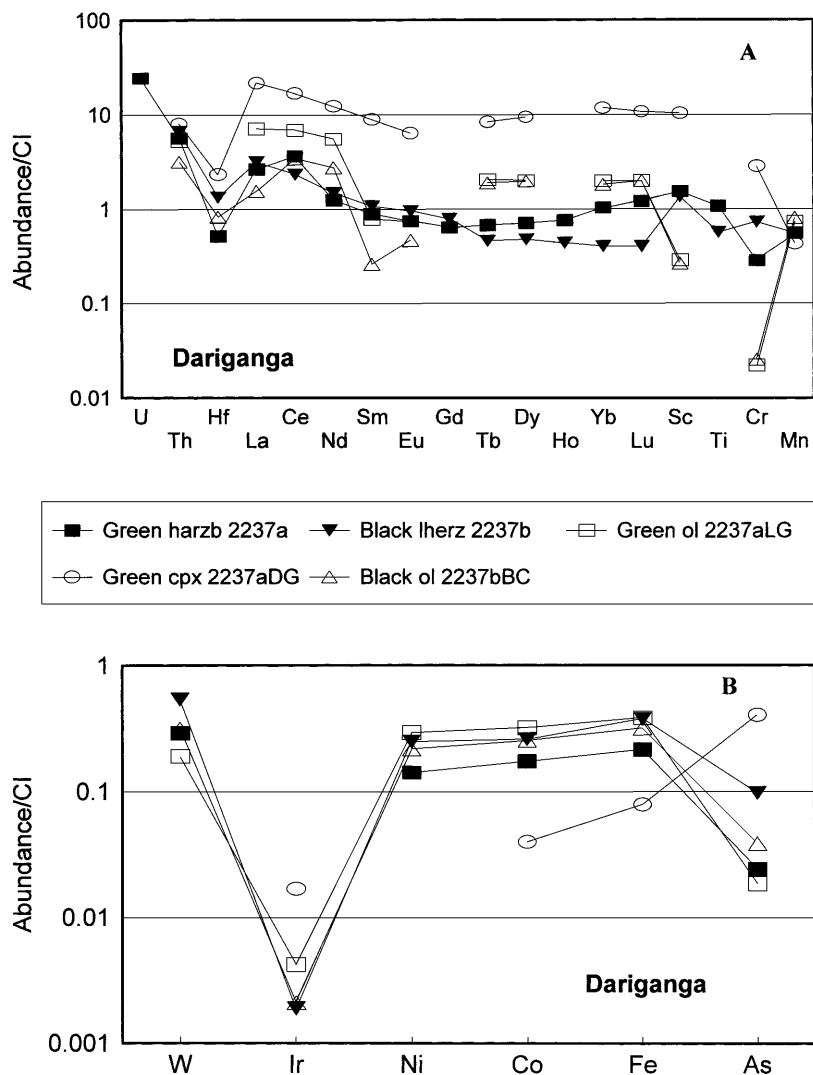 100
A
10
1
0.1
0.01
Abundance/CI
Dariganga
U Hf Ce Sm Gd Dy Yb Sc Cr
Th La Nd Eu Tb Ho Lu Ti Mn
Green harzb 2237a Black lherz 2237b Green ol 2237aLG
Green cpx 2237aDG Black ol 2237bBC
1
B
0.1
0.01
0.001
Abundance/CI
Dariganga
W Ir Ni Co Fe As